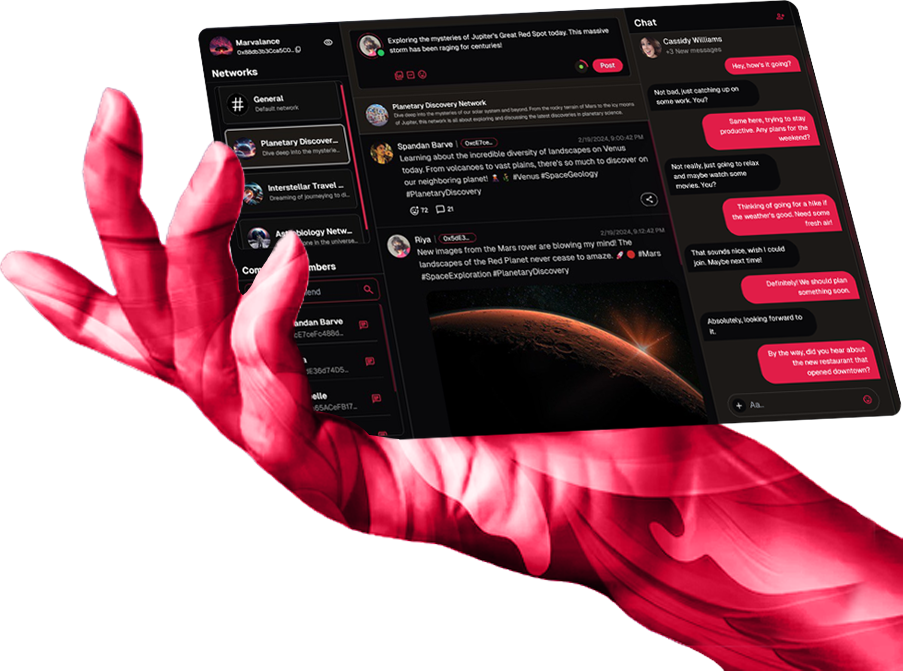 Marvalance
0x88db3b3Cca5C0...
Networks
General
Default network
Planetary Discover...
Dive deep into the mysterie...
Interstellar Travel ...
Dreaming of journeying to di...
Astrobiology Netw...
one in the universe...
Com
mbers
end
andan Barve
cE7ceFc488d...
a
dE36d74D5...
elle
65ACeFB17...
Exploring the mysteries of Jupiter's Great Red Spot today. This massive
storm has been raging for centuries!
Post
Planetary Discovery Network
Dive deep into the mysteries of our solar system and beyond. From the rocky terrain of Mars to the icy moons
of Jupiter, this network is all about exploring and discussing the latest discoveries in planetary science.
Spandan Barve | 0xcE7ce...
2/19/2024, 9:00:42 PM
Learning about the incredible diversity of landscapes on Venus
today. From volcanoes to vast plains, there's so much to discover on
our neighboring planet! 🌋 #Venus #SpaceGeology
#PlanetaryDiscovery
72
21
Riya | 0x5dE3...
2/19/2024, 9:12:42 PM
New images from the Mars rover are blowing my mind! The
landscapes of the Red Planet never cease to amaze. 🚀 🔴 #Mars
#SpaceExploration #PlanetaryDiscovery
Chat
Cassidy Williams
+3 New messages
Hey, how's it going?
Not bad, just catching up on
some work. You?
Same here, trying to stay
productive. Any plans for the
weekend?
Not really, just going to relax
and maybe watch some
movies. You?
Thinking of going for a hike if
the weather's good. Need some
fresh air!
That sounds nice, wish I could
join. Maybe next time!
Definitely! We should plan
something soon.
Absolutely, looking forward to
it.
By the way, did you hear about
the new restaurant that
opened downtown?
Aa..